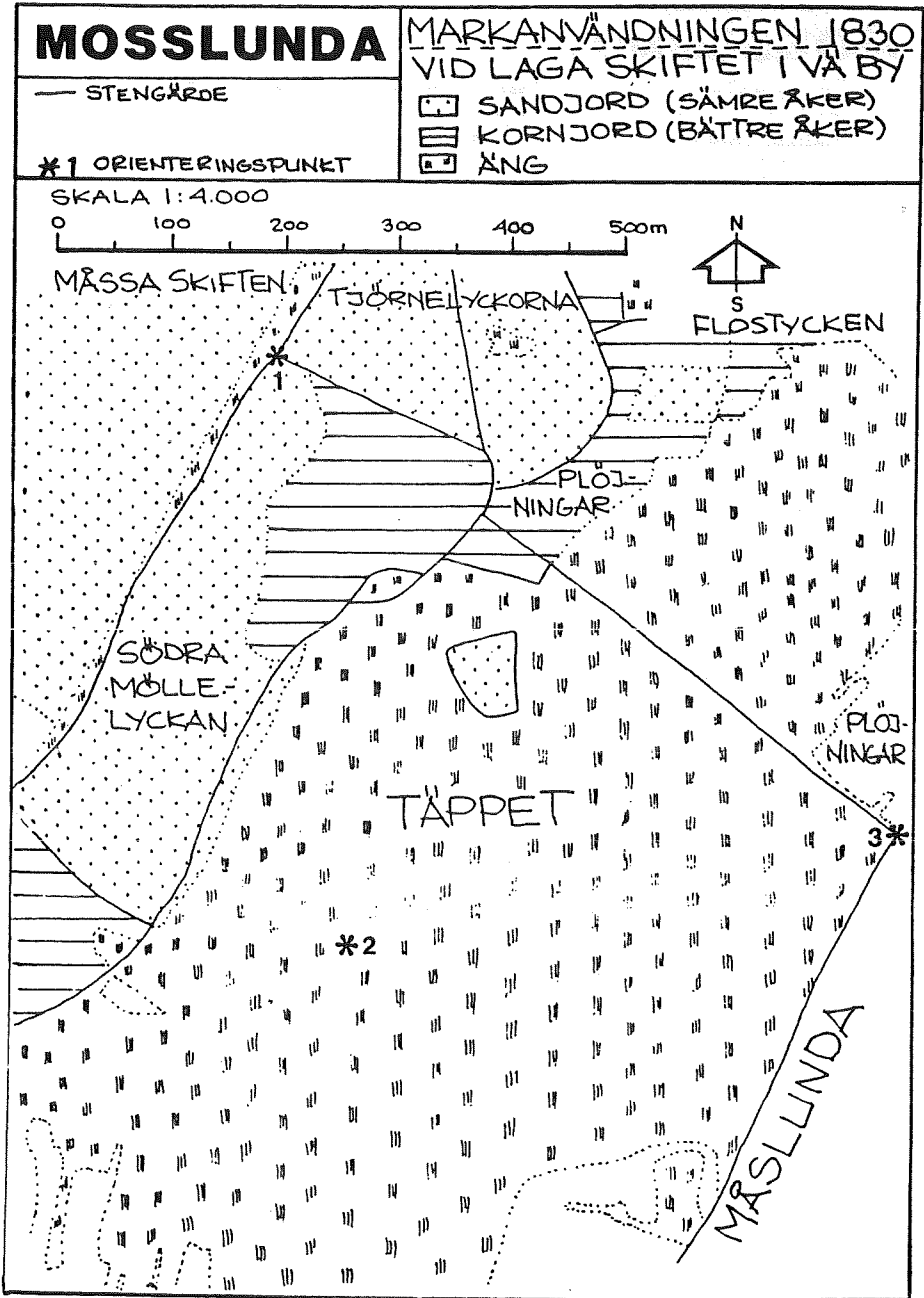 MOSSLUNDA
STENGÄRDE
*1 ORIENTERINGSPUNKT
MARKANVÄNDNINGEN 1830
VID LAGA SKIFTET I VÄ BY
SANDJORD (SÄMRE ÅKER)
KORNJORD (BÄTTRE ÅKER)
ÄNG
SKALA 1:4.000
0 100 200 300 400 500m
N
S
MÅSSA SKIFTEN
TJÖRNELYCKORNA
FLOSTYCKEN
*
1
PLÖJ-
NINGAR
SÖDRA
MÖLLE-
LYCKAN
PLÖJ-
NINGAR
TÄPPET
3*
*2
MÅSLUNDA